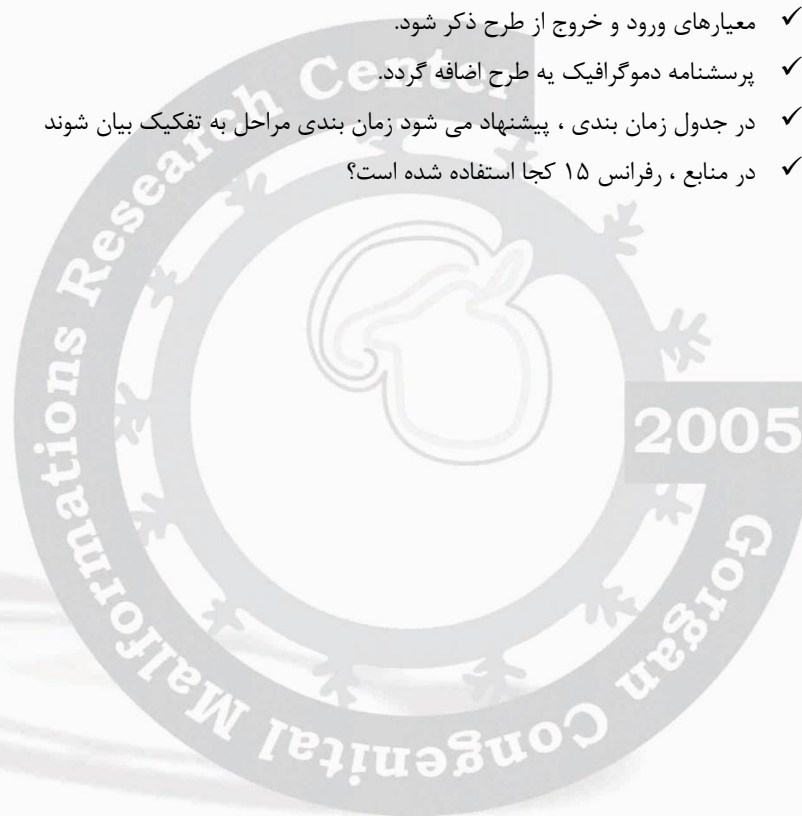 ✓ معیارهای ورود و خروج از طرح ذکر شود.
✓ پرسشنامه دموگرافیک یه طرح اضافه گردد.
✓ در جدول زمان بندی ، پیشنهاد می شود زمان بندی مراحل به تفکیک بیان شوند
✓ در منابع ، رفرانس ۱۵ کجا استفاده شده است؟
2005
Gorgan Congenital Malformations Research Center